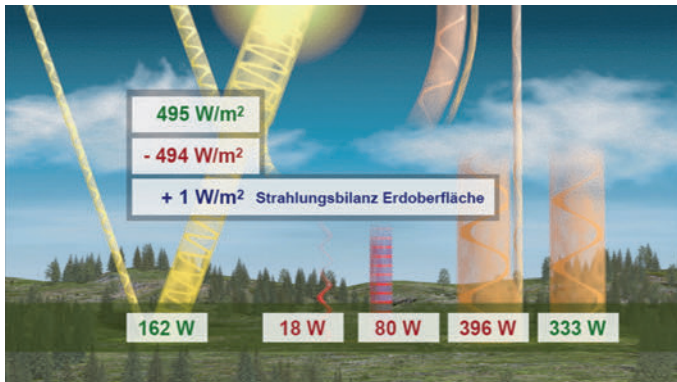 495 W/m²
- 494 W/m²
+ 1 W/m² Strahlungsbilanz Erdoberfläche
162 W 18 W 80 W 396 W 333 W